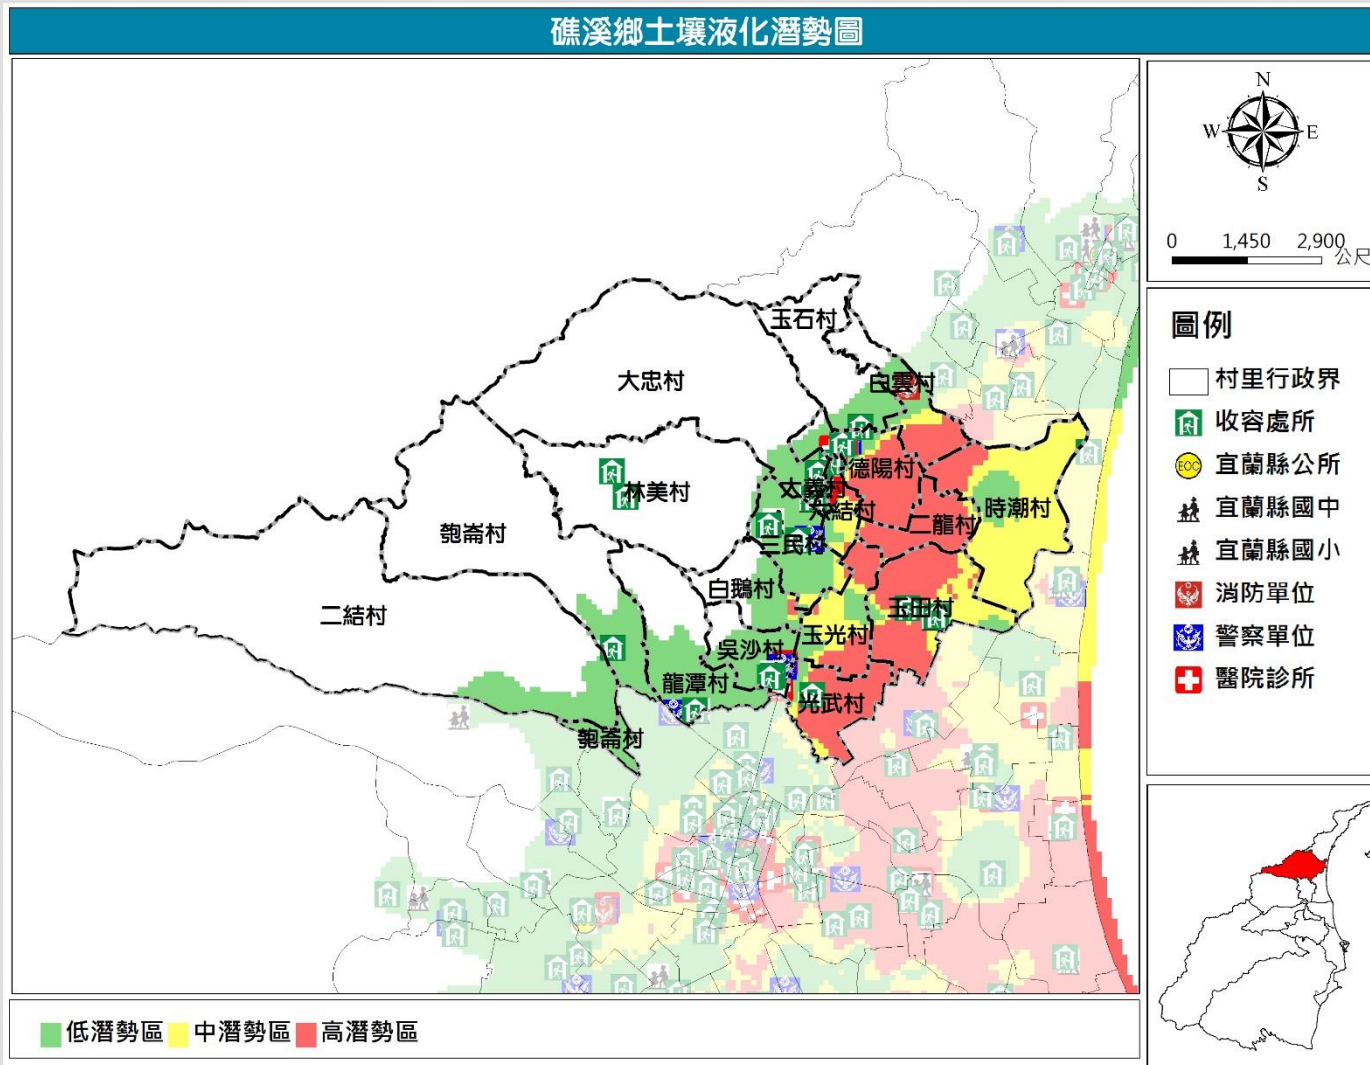 礁溪鄉土壤液化潛勢圖
N
W
E
S
0
1,450
2,900
公尺
玉石村
大忠村
白雲村
德陽村
林美村
大義村
六結村
時潮村
匏崙村
二龍村
三民村
白鵝村
二結村
玉田村
玉光村
吳沙村
龍潭村
光武村
匏崙村
圖例
村里行政界
收容處所
EOC
宜蘭縣公所
宜蘭縣國中
宜蘭縣國小
消防單位
警察單位
醫院診所
低潛勢區
中潛勢區
高潛勢區